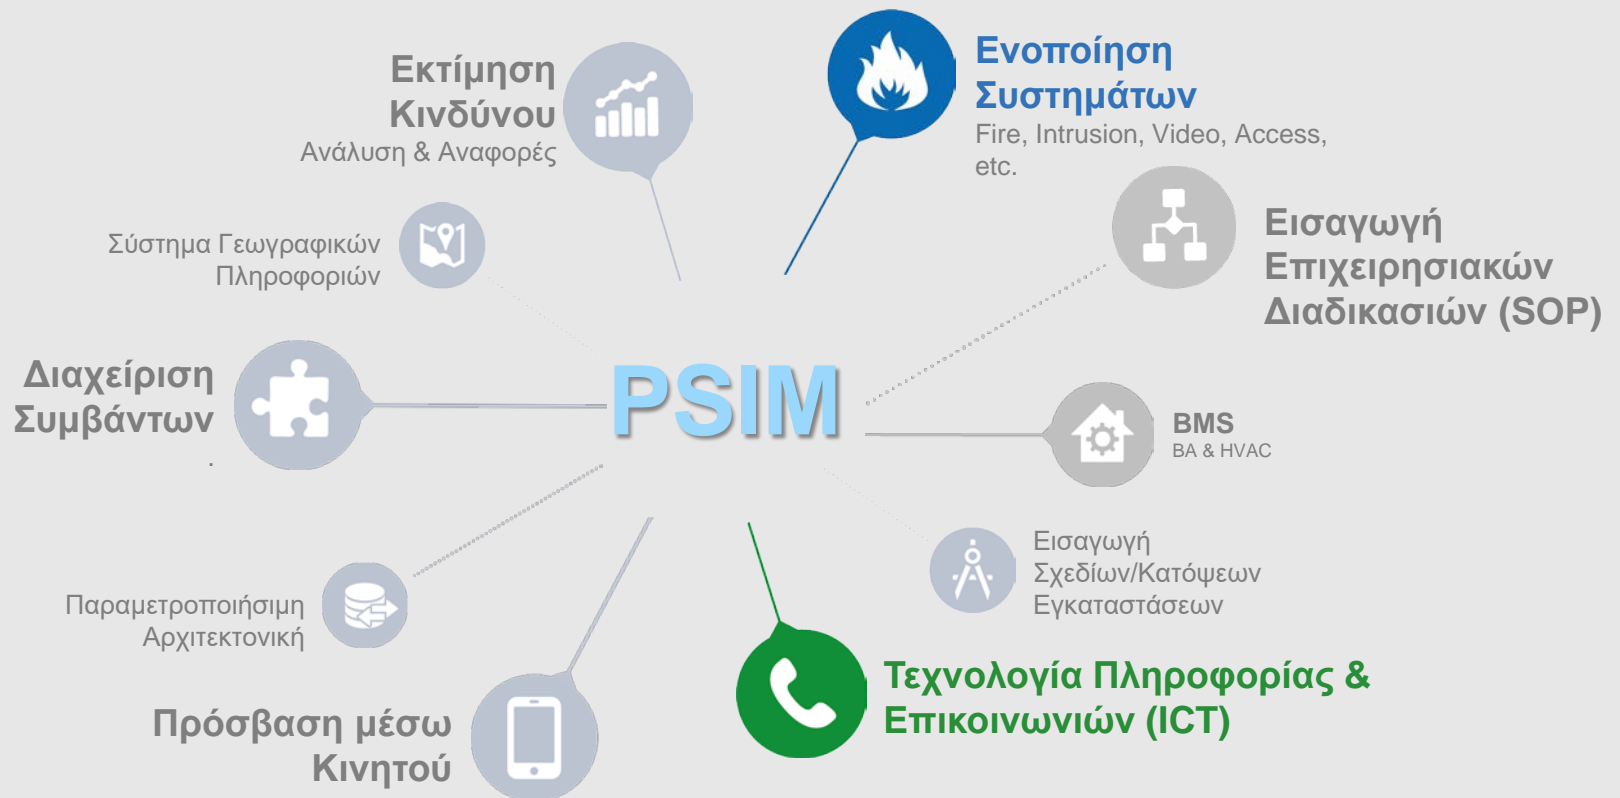 Εκτίμηση
Κινδύνου
Ανάλυση & Αναφορές
Ενοποίηση
Συστημάτων
Fire, Intrusion, Video, Access,
etc.
Σύστημα Γεωγραφικών
Πληροφοριών
Εισαγωγή
Επιχειρησιακών
Διαδικασιών (SOP)
Διαχείριση
Συμβάντων
.
PSIM
BMS
BA & HVAC
Εισαγωγή
Σχεδίων/Κατόψεων
Εγκαταστάσεων
Παραμετροποιήσιμη
Αρχιτεκτονική
Τεχνολογία Πληροφορίας &
Επικοινωνιών (ICT)
Πρόσβαση μέσω
Κινητού